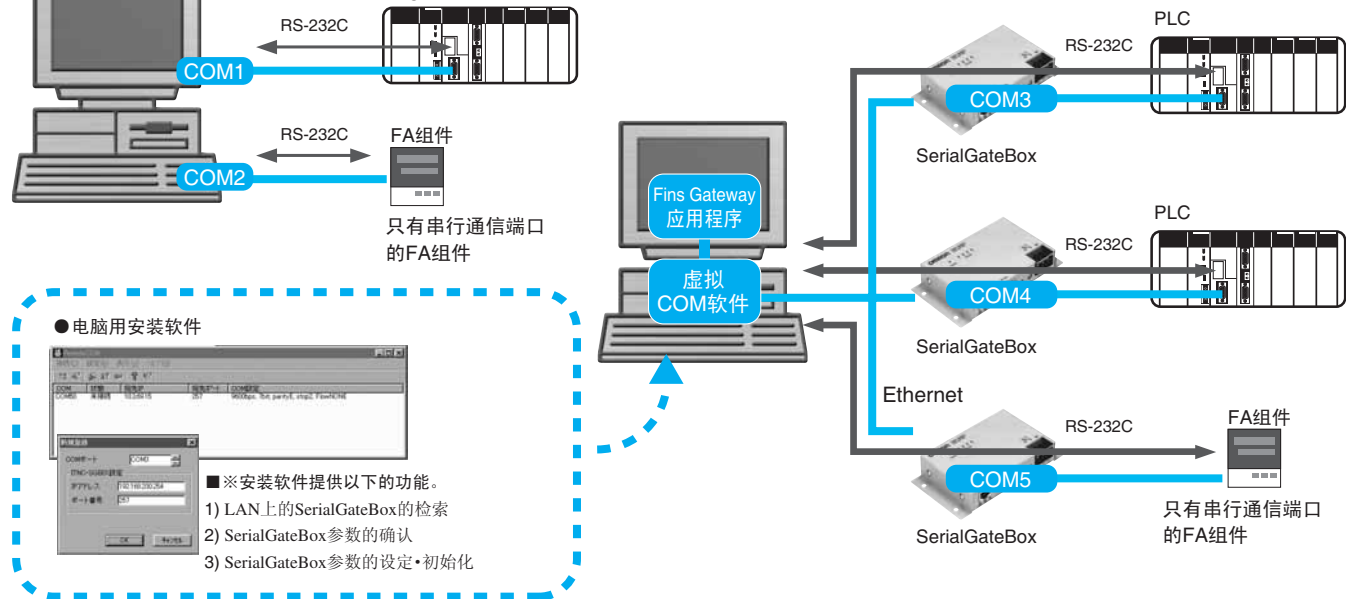 RS-232C
COM1
RS-232C
FA组件
COM2
只有串行通信端口
的FA组件
●电脑用安装软件
COM
COM3
257
OK
■※安装软件提供以下的功能。
1) LAN上的SerialGateBox的检索
2) SerialGateBox参数的确认
3) SerialGateBox参数的设定•初始化
Fins Gateway
应用程序
虚拟
COM软件
PLC
RS-232C
COM3
SerialGateBox
PLC
RS-232C
COM4
SerialGateBox
Ethernet
RS-232C
FA组件
COM5
SerialGateBox
只有串行通信端口
的FA组件